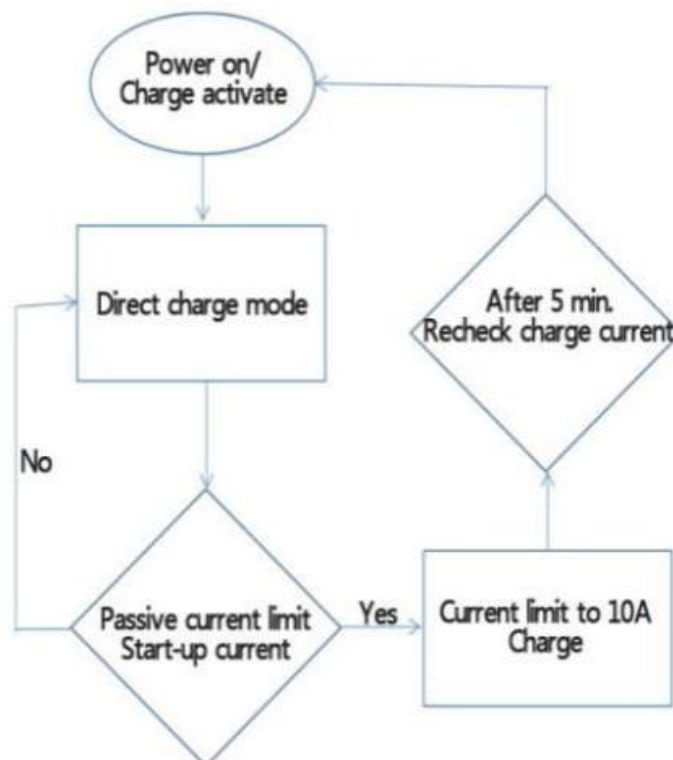 Power on/
Charge activate
Direct charge mode
After 5 min.
Recheck charge current
No
Passive current limit
Start-up current
Yes
Current limit to 10A
Charge